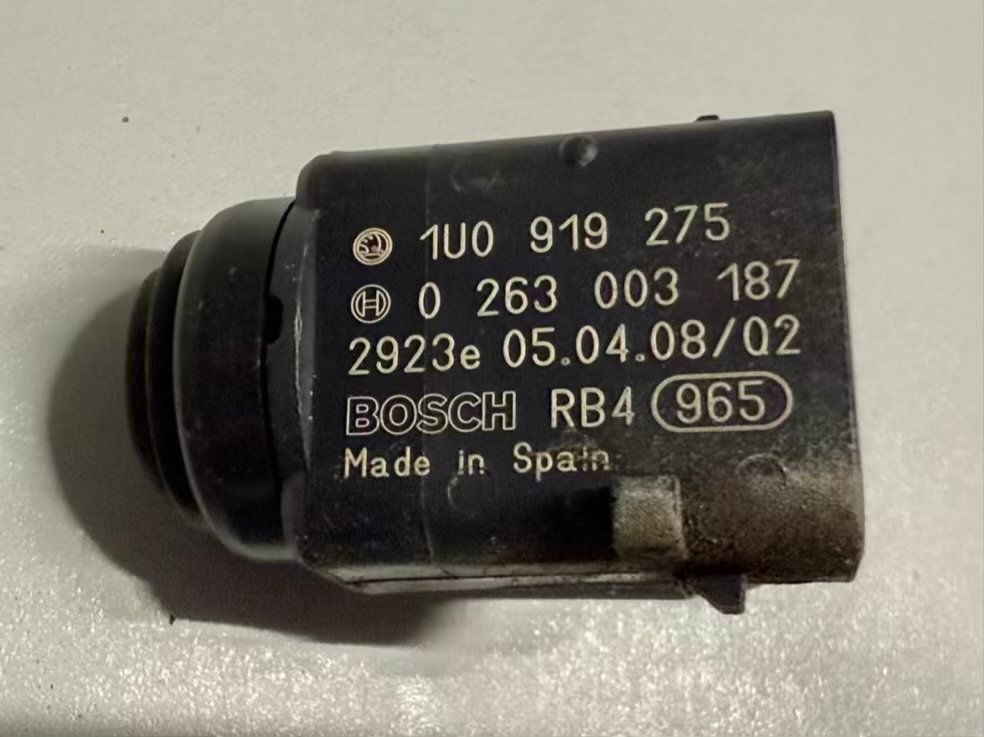 1U0 919 275
0 263 003 187
2923e 05.04.08/02
BOSCH RB4 965
Made in Spain